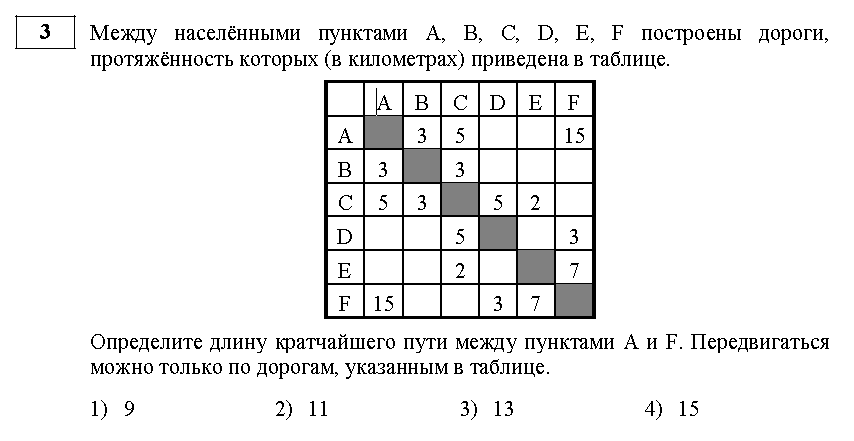 3 Между населёнными пунктами A, B, C, D, E, F построены дороги,
протяжённость которых (в километрах) приведена в таблице.
A B C D E F
A 3 5 15
B 3 3
C 5 3 5 2
D 5 3
E 2 7
F 15 3 7
Определите длину кратчайшего пути между пунктами A и F. Передвигаться
можно только по дорогам, указанным в таблице.
1) 9 2) 11 3) 13 4) 15